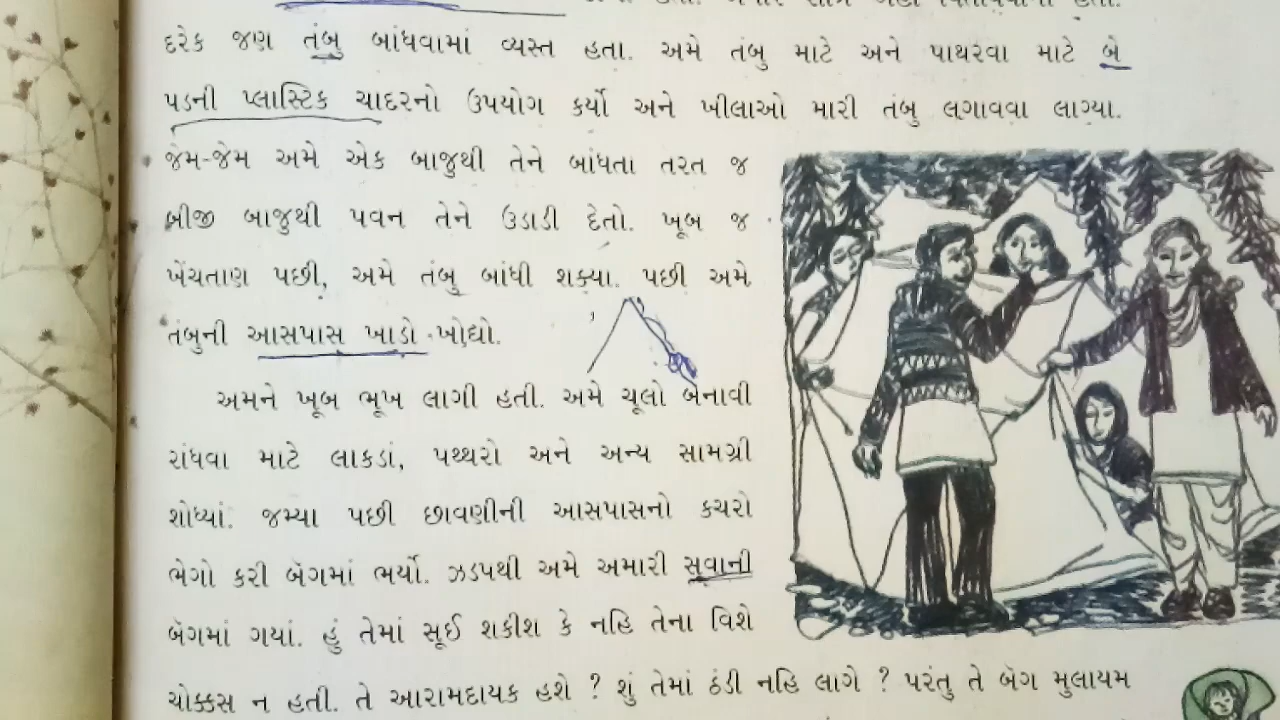 દરેક જણ તંબુ બાંધવામાં વ્યસ્ત હતા. અમે તંબુ માટે અને પાથરવા માટે બે
પડની પ્લાસ્ટિક ચાદરનો ઉપયોગ કર્યો અને ખીલાઓ મારી તંબુ લગાવવા લાગ્યા.
જેમ-જેમ અમે એક બાજુથી તેને બાંધતા તરત જ
બીજી બાજુથી પવન તેને ઉડાડી દેતો. ખૂબ જ
ખેંચતાણ પછી, અમે તંબુ બાંધી શક્યા. પછી અમે
તંબુની આસપાસ ખાડો ખોદ્યો.
અમને ખૂબ ભૂખ લાગી હતી. અમે ચૂલો બનાવી
રાંધવા માટે લાકડાં, પથ્થરો અને અન્ય સામગ્રી
શોધ્યાં. જમ્યા પછી છાવણીની આસપાસનો કચરો
ભેગો કરી બૅગમાં ભર્યો. ઝડપથી અમે અમારી સૂવાની
બૅગમાં ગયાં. હું તેમાં સૂઈ શકીશ કે નહિ તેના વિશે
ચોક્કસ ન હતી. તે આરામદાયક હશે ? શું તેમાં ઠંડી નહિ લાગે ? પરંતુ તે બૅગ મુલાયમ